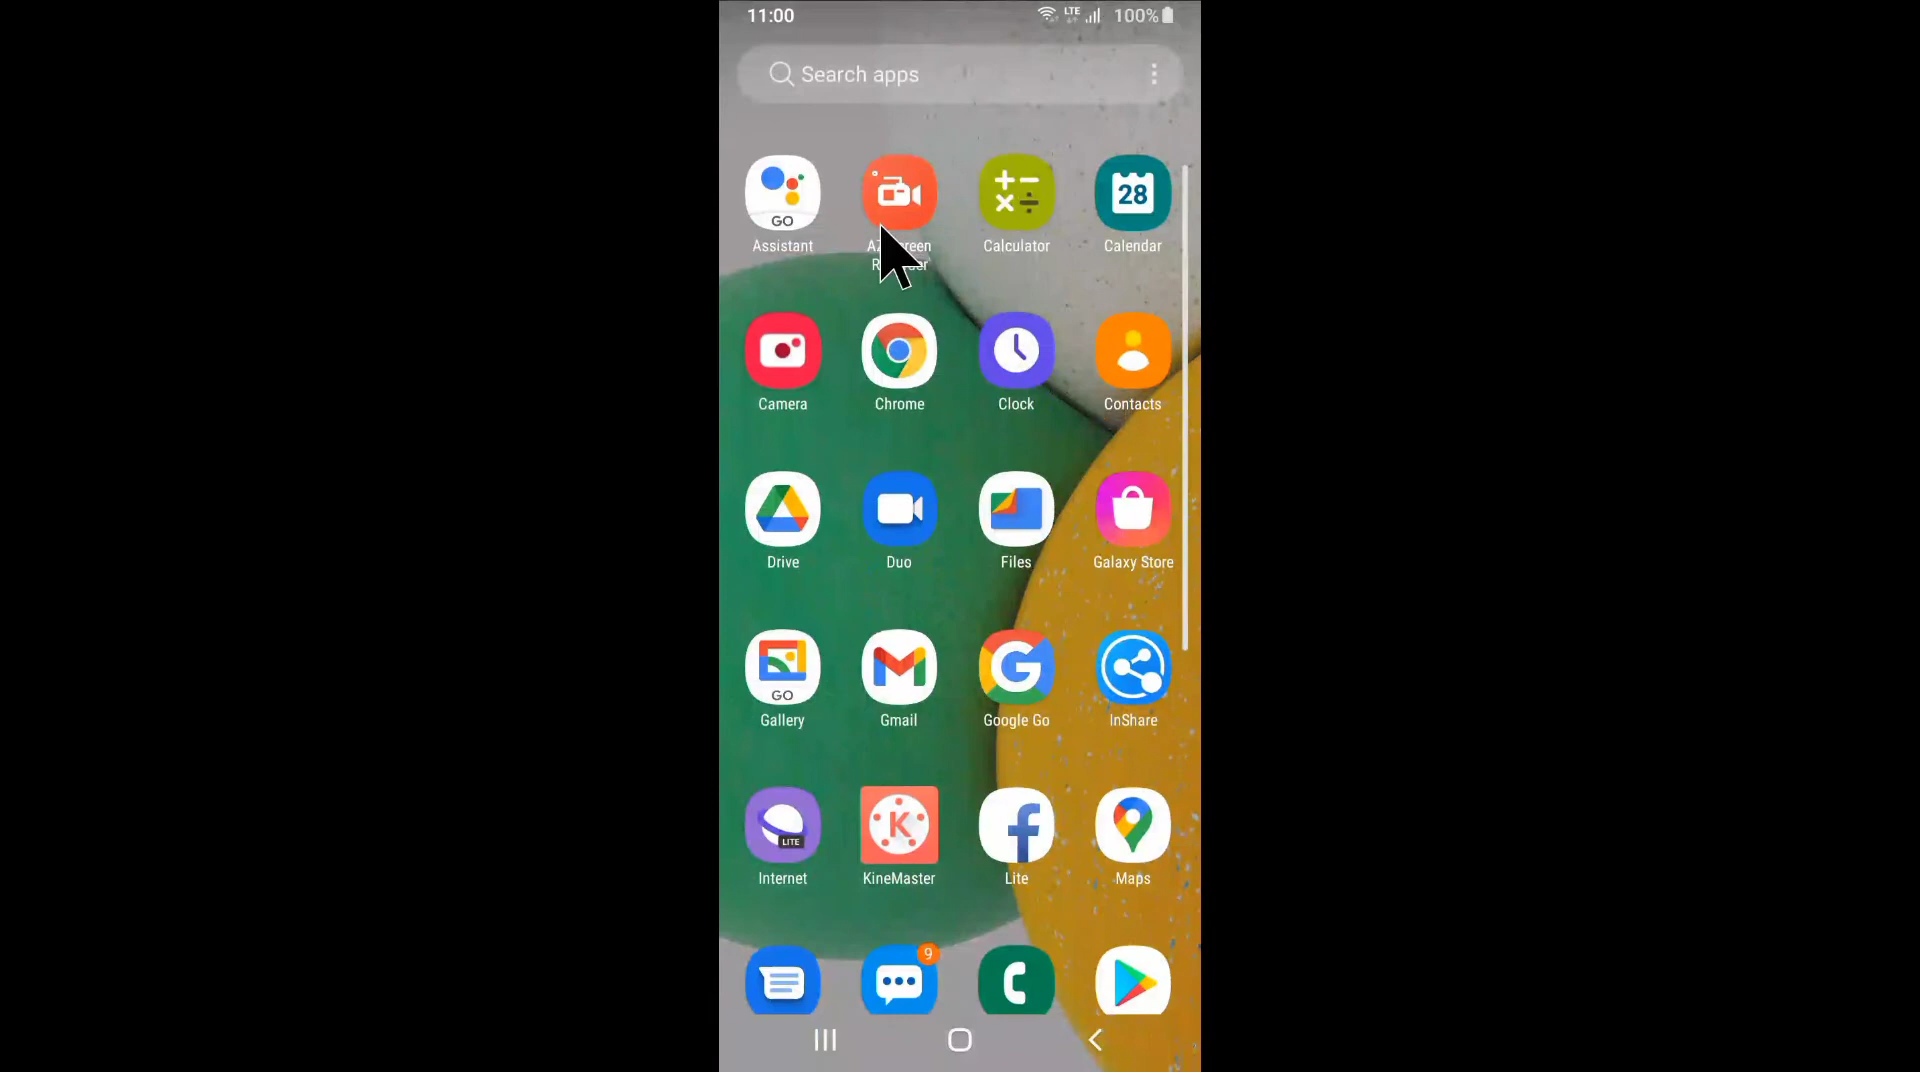 11:00
LTE
100%
Search apps
GO
28
Assistant
Calculator
Calendar
Camera
Chrome
Clock
Contacts
Drive
Duo
Files
Galaxy Store
GO
Gallery
Gmail
Google Go
InShare
LITE
K
Internet
KineMaster
Lite
Maps
9